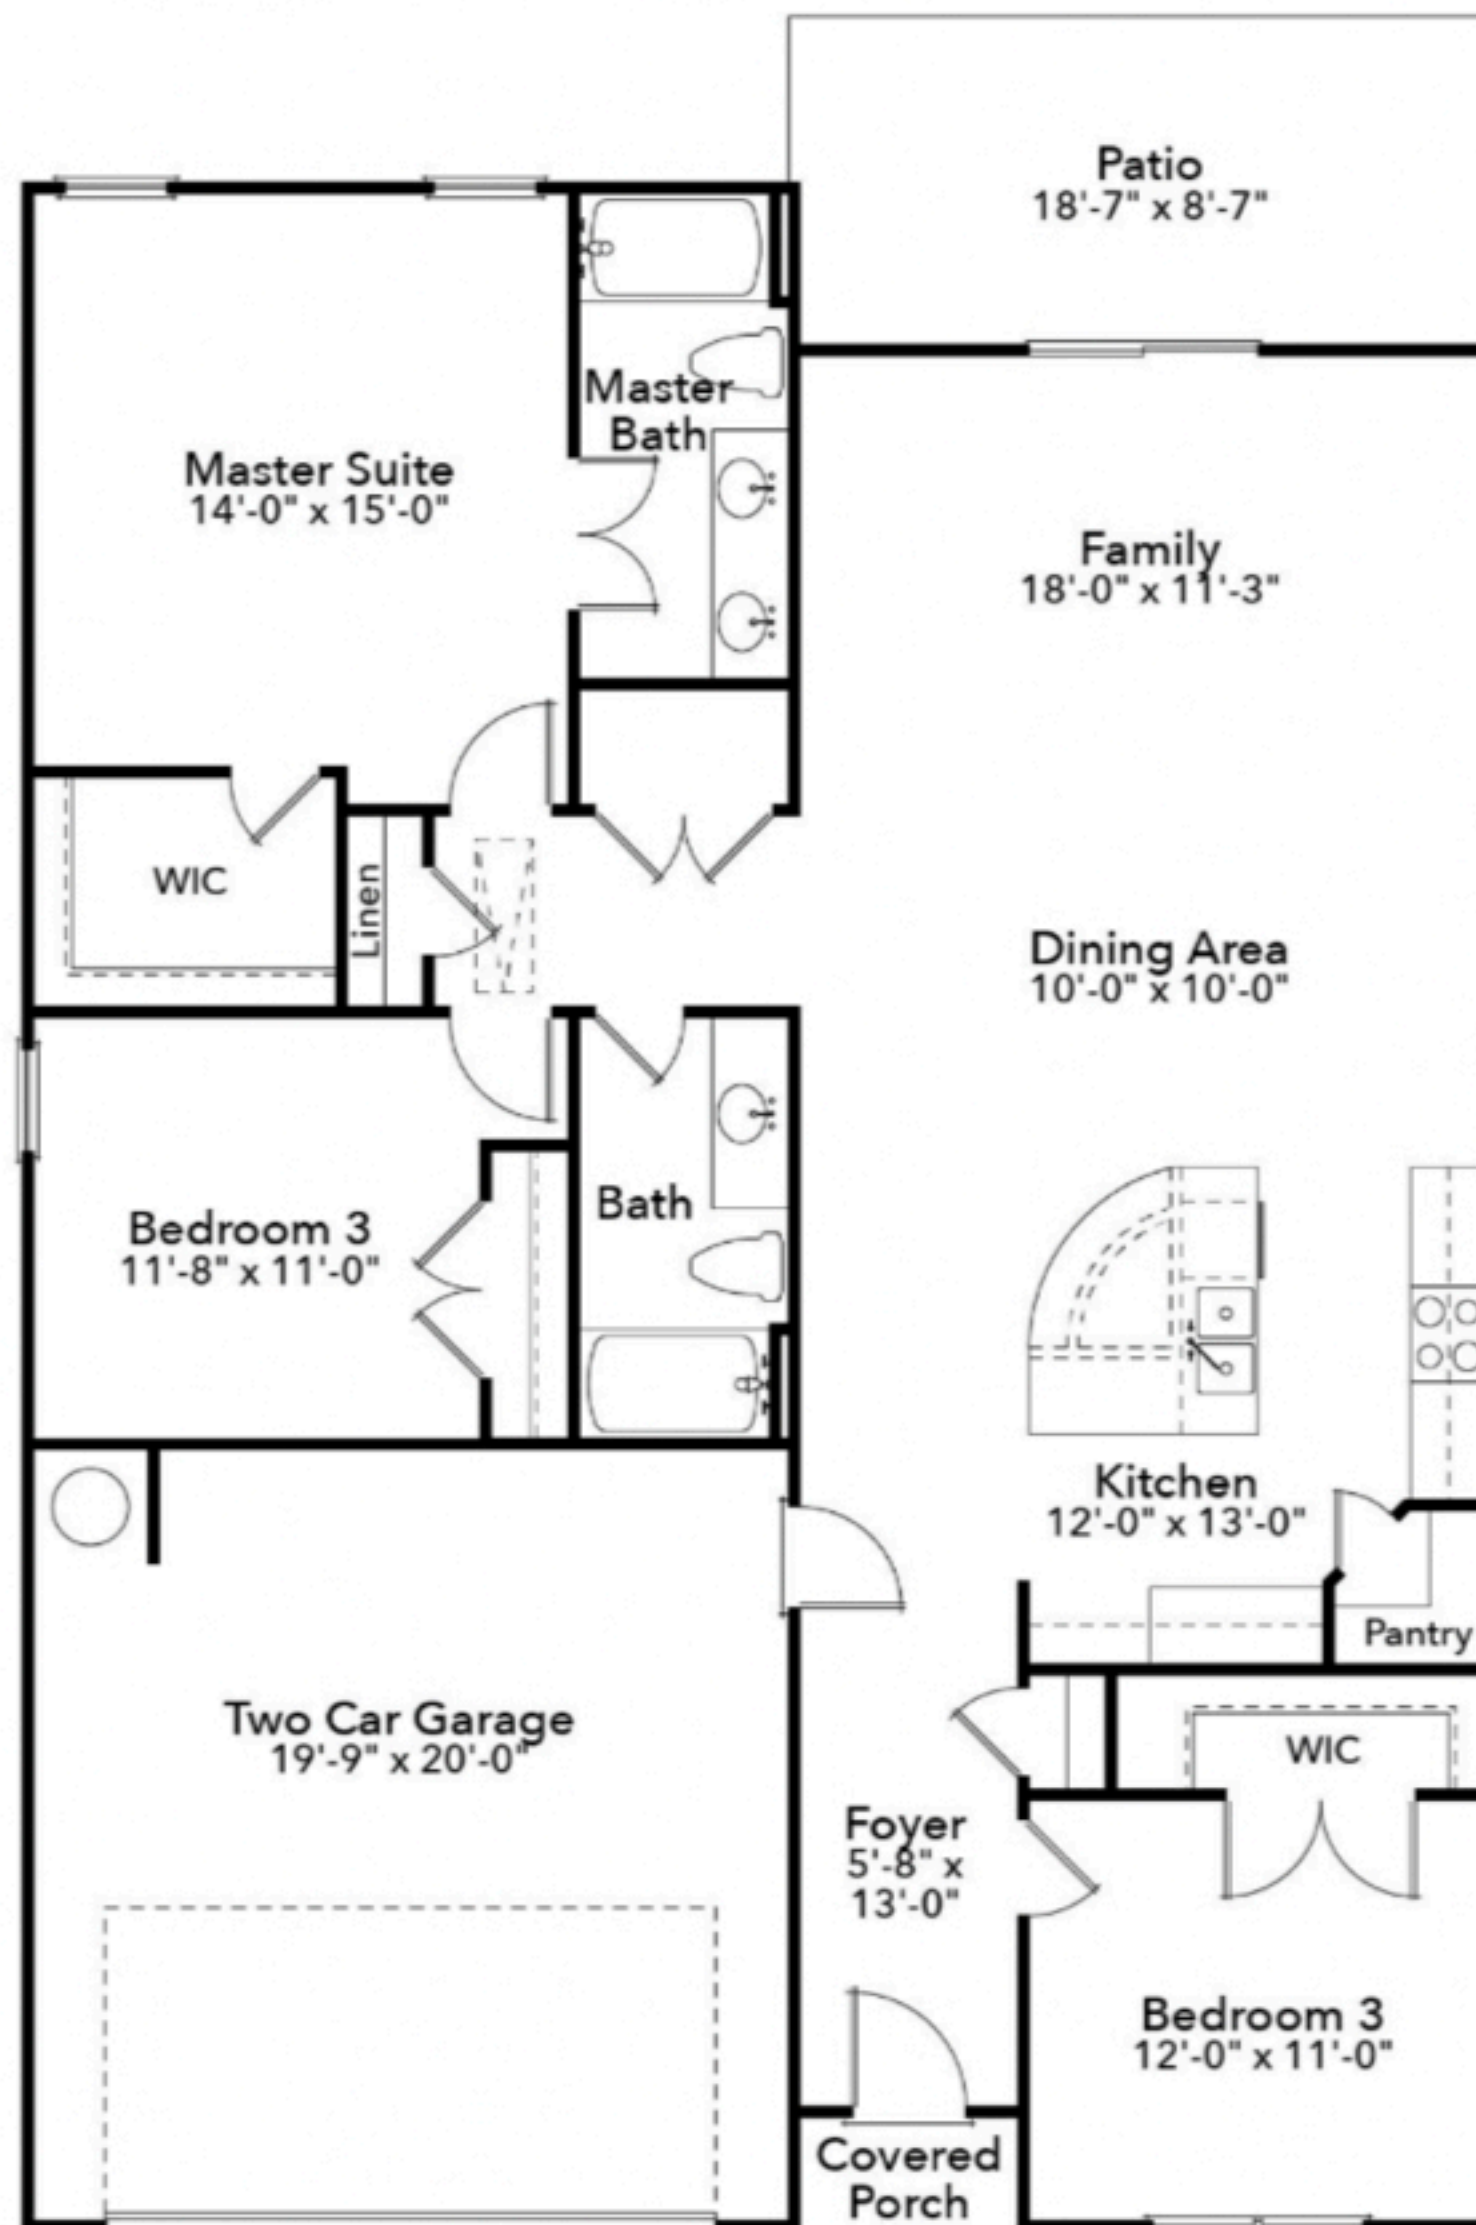 Patio
18'-7" x 8'-7"
Master
Bath
Master Suite
14'-0" x 15'-0"
Family
18'-0" x 11'-3"
WIC
Linen
Dining Area
10'-0" x 10'-0"
Bedroom 3
11'-8" x 11'-0"
Bath
Kitchen
12'-0" x 13'-0"
Pantry
Two Car Garage
19'-9" x 20'-0"
WIC
Foyer
5'-8" x
13'-0"
Bedroom 3
12'-0" x 11'-0"
Covered
Porch